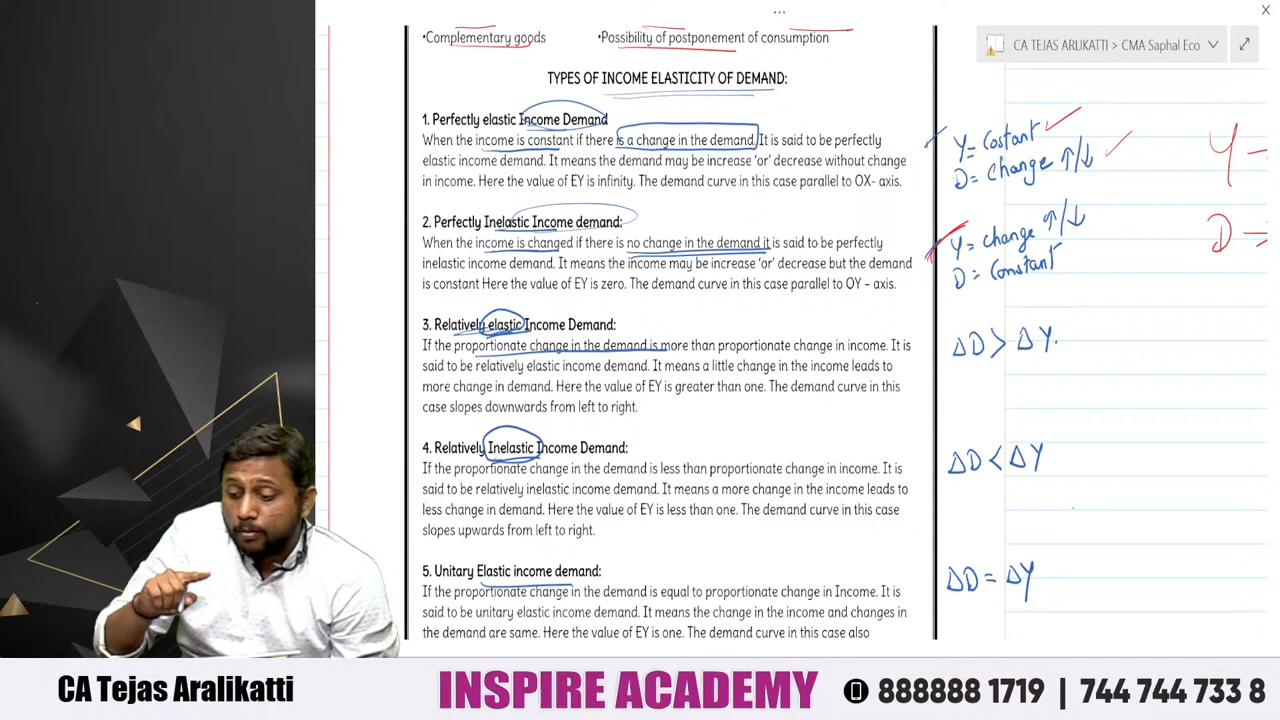 •Complementary goods •Possibility of postponement of consumption
CA TEJAS ARLIKATTI > CMA Saphal Eco
TYPES OF INCOME ELASTICITY OF DEMAND:
1. Perfectly elastic Income Demand
When the income is constant if there is a change in the demand. It is said to be perfectly
elastic income demand. It means the demand may be increase ‘or’ decrease without change
in income. Here the value of EY is infinity. The demand curve in this case parallel to OX- axis.
Y= Costant
D= Change ↑/↓
Y=
D=
2. Perfectly Inelastic Income demand:
When the income is changed if there is no change in the demand it is said to be perfectly
inelastic income demand. It means the income may be increase ‘or’ decrease but the demand
is constant Here the value of EY is zero. The demand curve in this case parallel to OY – axis.
Y= change ↑/↓
D= Constant
3. Relatively elastic Income Demand:
If the proportionate change in the demand is more than proportionate change in income. It is
said to be relatively elastic income demand. It means a little change in the income leads to
more change in demand. Here the value of EY is greater than one. The demand curve in this
case slopes downwards from left to right.
ΔD > ΔY.
4. Relatively Inelastic Income Demand:
If the proportionate change in the demand is less than proportionate change in income. It is
said to be relatively inelastic income demand. It means a more change in the income leads to
less change in demand. Here the value of EY is less than one. The demand curve in this case
slopes upwards from left to right.
ΔD < ΔY
5. Unitary Elastic income demand:
If the proportionate change in the demand is equal to proportionate change in Income. It is
said to be unitary elastic income demand. It means the change in the income and changes in
the demand are same. Here the value of EY is one. The demand curve in this case also
ΔD = ΔY
CA Tejas Aralikatti INSPIRE ACADEMY 888888 1719 | 744 744 733 8